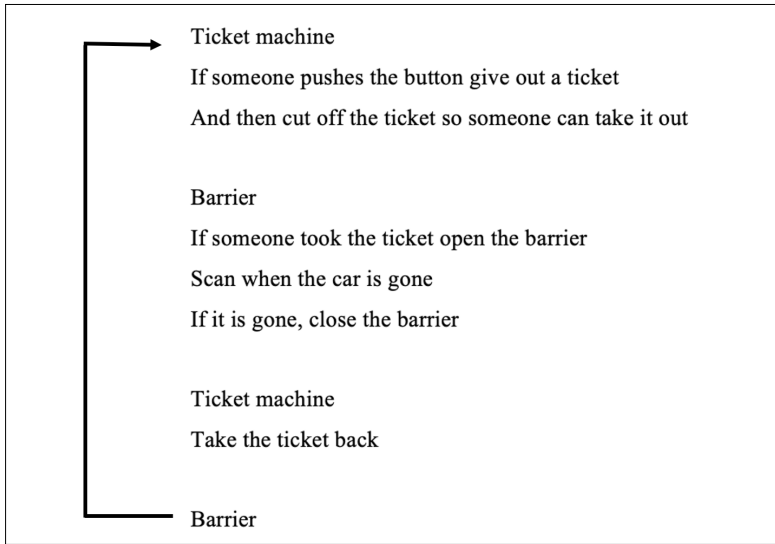 Ticket machine
If someone pushes the button give out a ticket
And then cut off the ticket so someone can take it out
Barrier
If someone took the ticket open the barrier
Scan when the car is gone
If it is gone, close the barrier
Ticket machine
Take the ticket back
Barrier